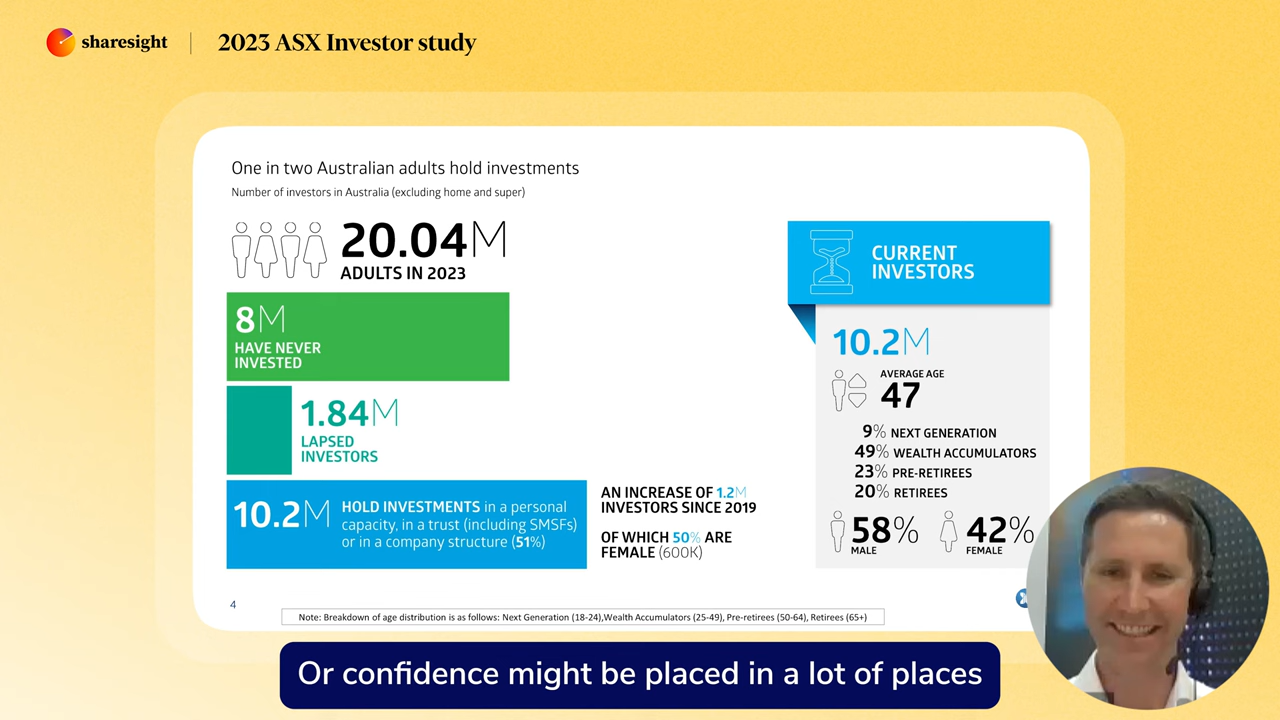 sharesight
2023 ASX Investor study
One in two Australian adults hold investments
Number of investors in Australia (excluding home and super)
20.04M
ADULTS IN 2023
8M
HAVE NEVER
INVESTED
1.84M
LAPSED
INVESTORS
10.2M
HOLD INVESTMENTS in a personal
capacity, in a trust (including SMSFs)
or in a company structure (51%)
AN INCREASE OF 1.2M
INVESTORS SINCE 2019
OF WHICH 50% ARE
FEMALE (600K)
CURRENT
INVESTORS
10.2M
AVERAGE AGE
47
9% NEXT GENERATION
49% WEALTH ACCUMULATORS
23% PRE-RETIREES
20% RETIREES
58%
MALE
42%
FEMALE
4
Note: Breakdown of age distribution is as follows: Next Generation (18-24),Wealth Accumulators (25-49), Pre-retirees (50-64), Retirees (65+)
Or confidence might be placed in a lot of places